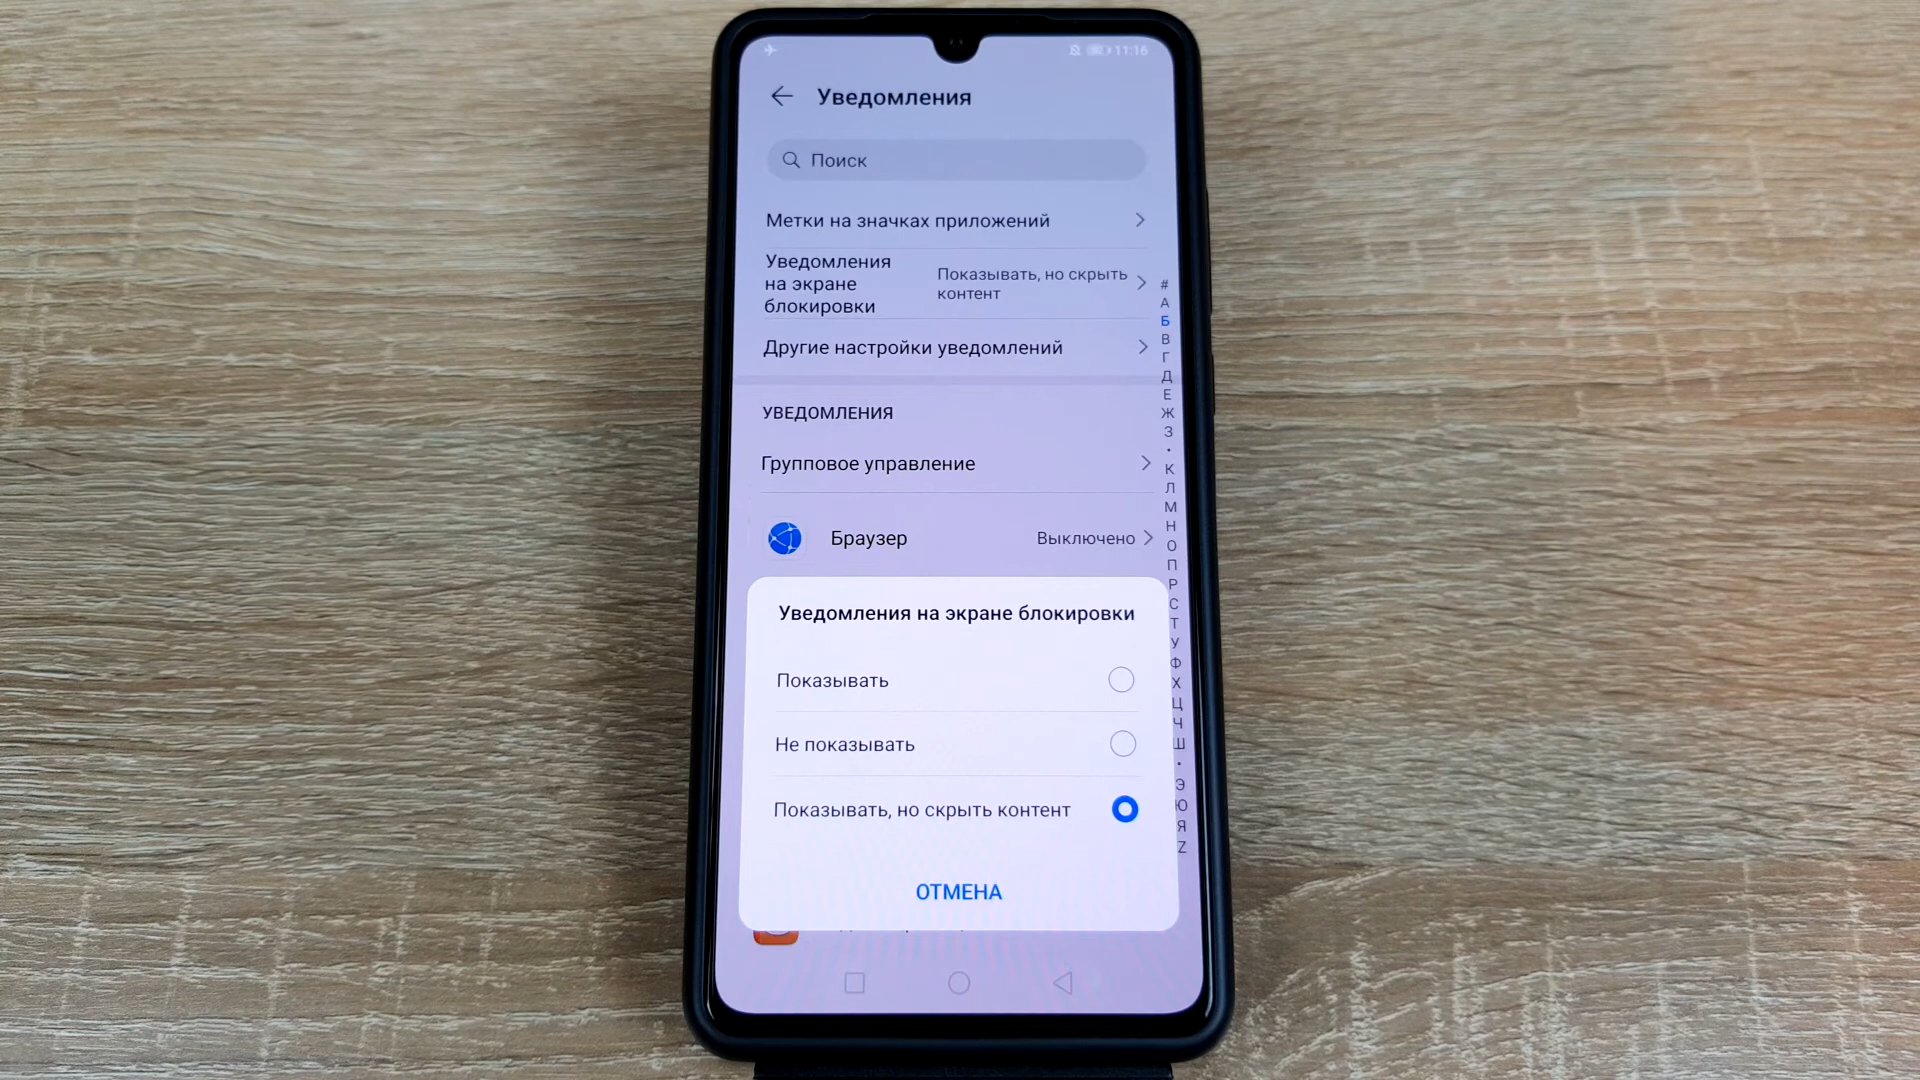 11:16
Уведомления
Поиск
Метки на значках приложений
Уведомления
на экране
блокировки
Показывать, но скрыть
контент
Другие настройки уведомлений
УВЕДОМЛЕНИЯ
Групповое управление
Браузер
Выключено
Уведомления на экране блокировки
Показывать
Не показывать
Показывать, но скрыть контент
ОТМЕНА
#
А
Б
В
Г
Д
Е
Ж
З
•
К
Л
М
Н
О
П
Р
С
Т
У
Ф
Х
Ц
Ч
Ш
•
Э
Ю
Я
Z